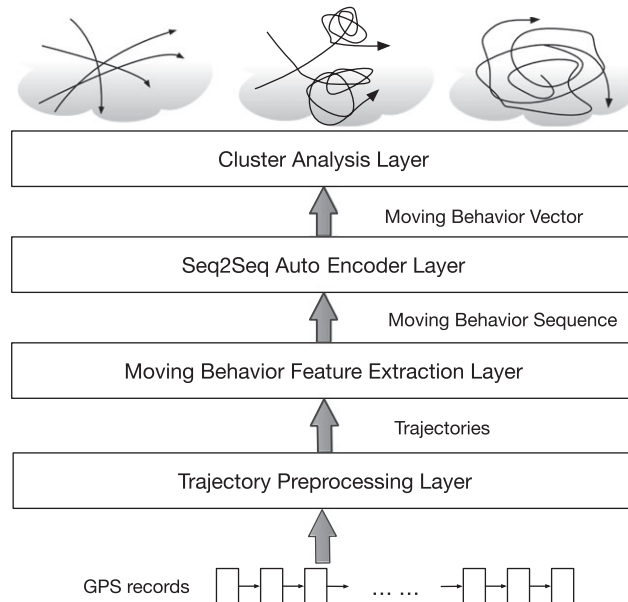 Cluster Analysis Layer
Moving Behavior Vector
Seq2Seq Auto Encoder Layer
Moving Behavior Sequence
Moving Behavior Feature Extraction Layer
Trajectories
Trajectory Preprocessing Layer
GPS records
... ...